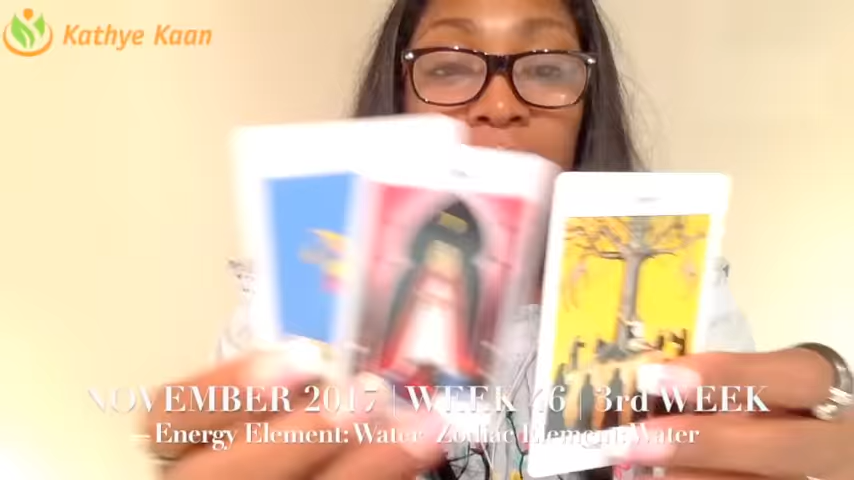 Kathye Kaan
NOVEMBER 2017 | WEEK 46 | 3rd WEEK
Energy Element: Water Zodiac Element: Water